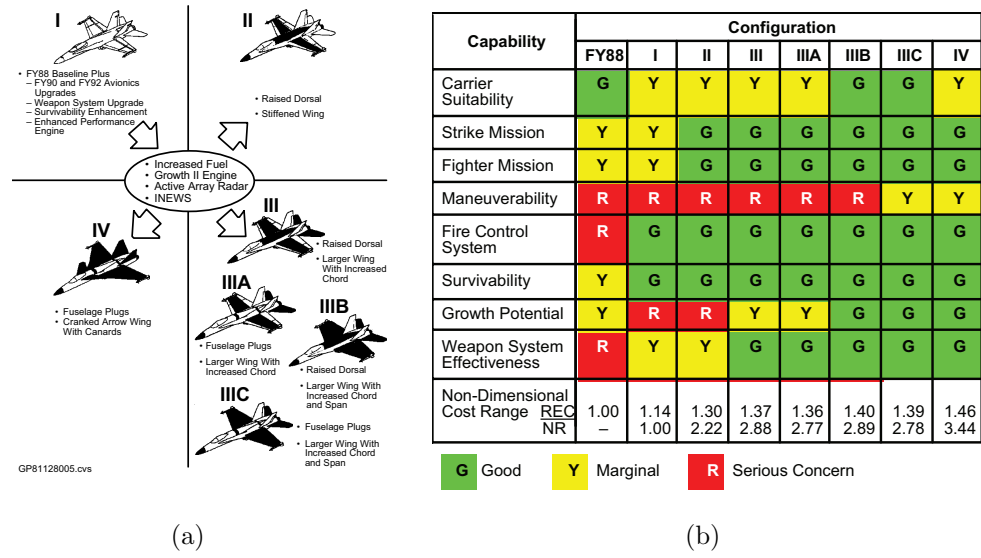 I
• FY88 Baseline Plus
– FY90 and FY92 Avionics
Upgrades
– Weapon System Upgrade
– Survivability Enhancement
– Enhanced Performance
Engine
II
• Raised Dorsal
• Stiffened Wing
• Increased Fuel
• Growth II Engine
• Active Array Radar
• INEWS
IV
• Fuselage Plugs
• Cranked Arrow Wing
With Canards
III
• Raised Dorsal
• Larger Wing
With Increased
Chord
IIIA
• Fuselage Plugs
• Larger Wing With
Increased Chord
IIIB
• Raised Dorsal
• Larger Wing With
Increased Chord
and Span
IIIC
• Fuselage Plugs
• Larger Wing With
Increased Chord
and Span
GP81128005.cvs
(a)
Capability Configuration
FY88 I II III IIIA IIIB IIIC IV
Carrier
Suitability G Y Y Y Y G G Y
Strike Mission Y Y G G G G G G
Fighter Mission Y Y G G G G G G
Maneuverability R R R R R R Y Y
Fire Control
System R G G G G G G G
Survivability Y G G G G G G G
Growth Potential Y R R Y Y G G G
Weapon System
Effectiveness R Y Y G G G G G
Non-Dimensional
Cost Range REC 1.00 1.14 1.30 1.37 1.36 1.40 1.39 1.46
NR – 1.00 2.22 2.88 2.77 2.89 2.78 3.44
G Good Y Marginal R Serious Concern
(b)